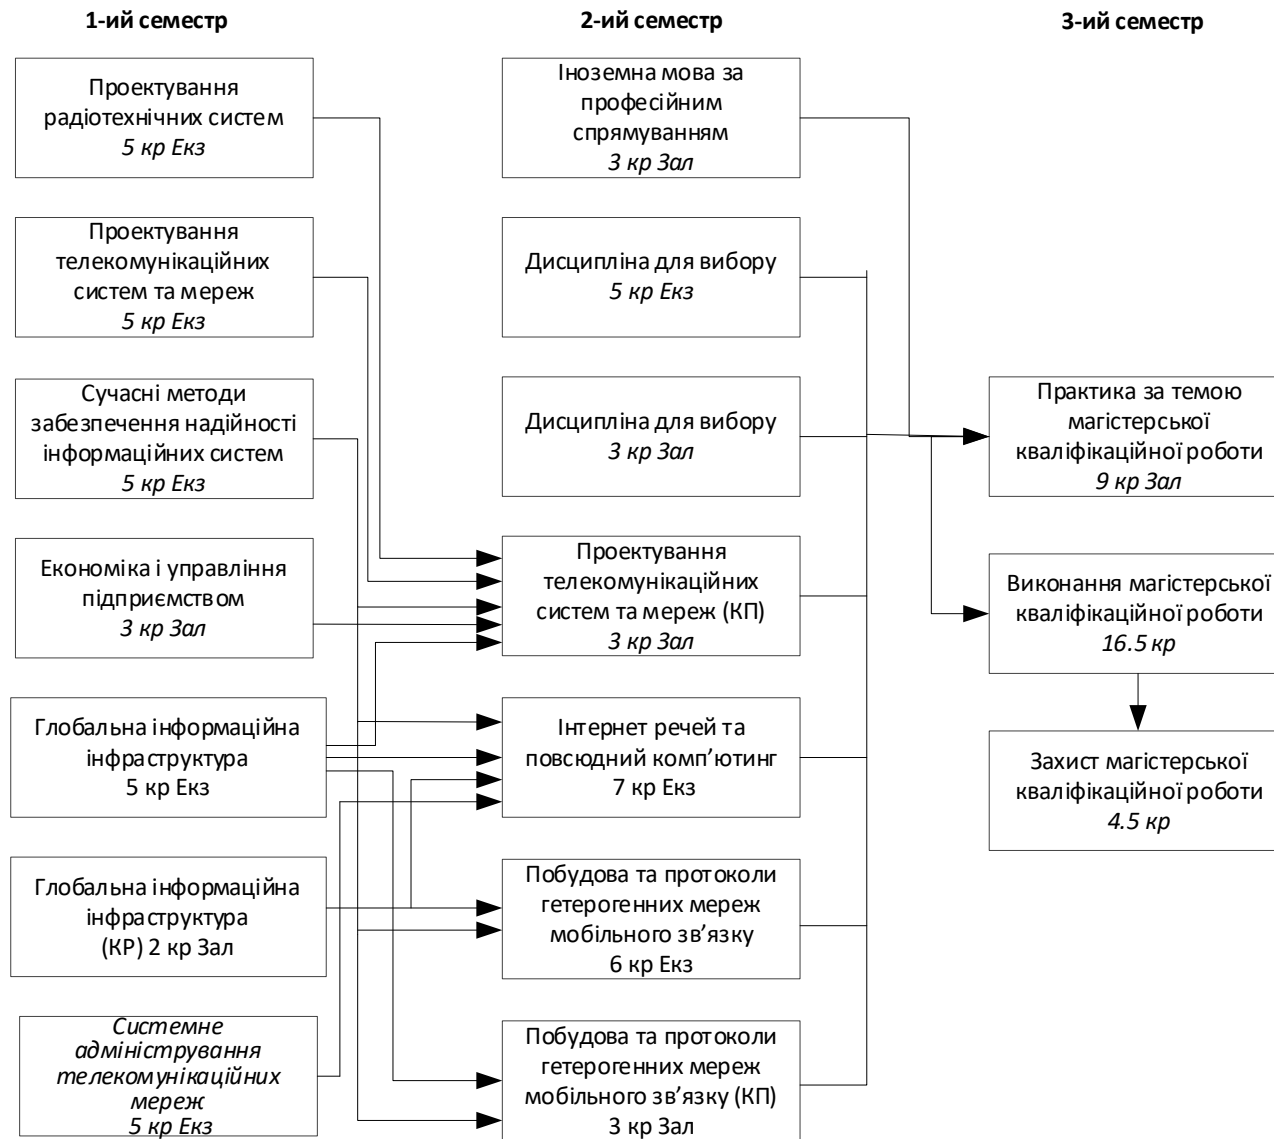 1-ий семестр
2-ий семестр
3-ий семестр
Проектування
радіотехнічних систем
5 кр Екз
Проектування
телекомунікаційних
систем та мереж
5 кр Екз
Сучасні методи
забезпечення надійності
інформаційних систем
5 кр Екз
Економіка і управління
підприємством
3 кр Зал
Глобальна інформаційна
інфраструктура
5 кр Екз
Глобальна інформаційна
інфраструктура
(КР) 2 кр Зал
Системне
адміністрування
телекомунікаційних
мереж
5 кр Екз
Іноземна мова за
професійним
спрямуванням
3 кр Зал
Дисципліна для вибору
5 кр Екз
Дисципліна для вибору
3 кр Зал
Проектування
телекомунікаційних
систем та мереж (КП)
3 кр Зал
Інтернет речей та
повсюдний комп’ютинг
7 кр Екз
Побудова та протоколи
гетерогенних мереж
мобільного зв’язку
6 кр Екз
Побудова та протоколи
гетерогенних мереж
мобільного зв’язку (КП)
3 кр Зал
Практика за темою
магістерської
кваліфікаційної роботи
9 кр Зал
Виконання магістерської
кваліфікаційної роботи
16.5 кр
Захист магістерської
кваліфікаційної роботи
4.5 кр